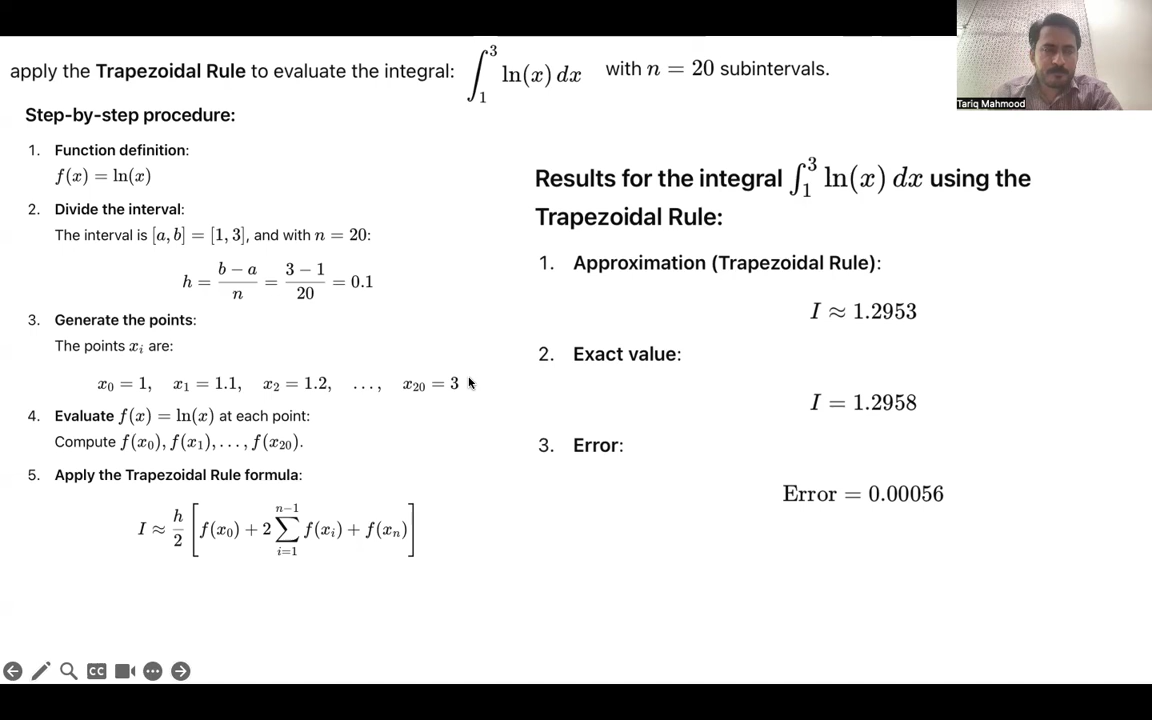 apply the Trapezoidal Rule to evaluate the integral: ∫₁³ ln(x) dx with n = 20 subintervals.
Tariq Mahmood
Step-by-step procedure:
1. Function definition:
f(x) = ln(x)
2. Divide the interval:
The interval is [a, b] = [1, 3], and with n = 20:
h = (b − a)/n = (3 − 1)/20 = 0.1
3. Generate the points:
The points xᵢ are:
x₀ = 1, x₁ = 1.1, x₂ = 1.2, …, x₂₀ = 3
4. Evaluate f(x) = ln(x) at each point:
Compute f(x₀), f(x₁), …, f(x₂₀).
5. Apply the Trapezoidal Rule formula:
I ≈ h/2 [f(x₀) + 2 ∑ᵢ₌₁ⁿ⁻¹ f(xᵢ) + f(xₙ)]
Results for the integral ∫₁³ ln(x) dx using the
Trapezoidal Rule:
1. Approximation (Trapezoidal Rule):
I ≈ 1.2953
2. Exact value:
I = 1.2958
3. Error:
Error = 0.00056
CC